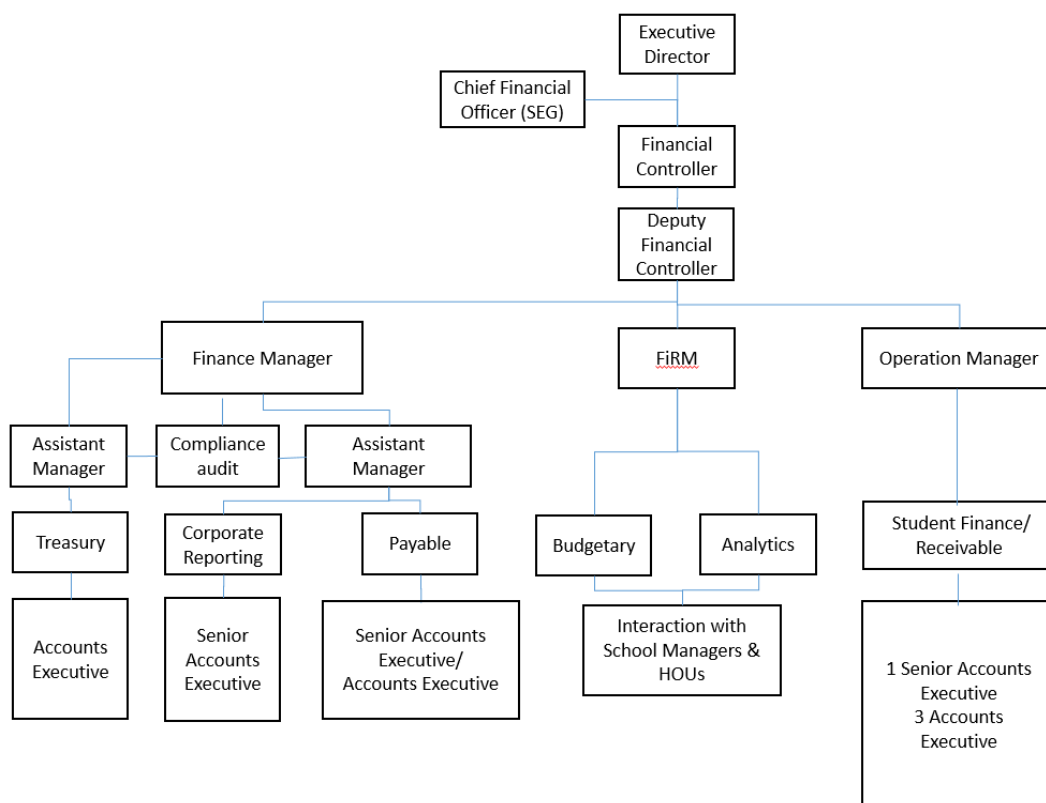 Executive
Director
Chief Financial
Officer (SEG)
Financial
Controller
Deputy
Financial
Controller
Finance Manager
FiRM
Operation Manager
Assistant
Manager
Compliance
audit
Assistant
Manager
Treasury
Corporate
Reporting
Payable
Budgetary
Analytics
Student Finance/
Receivable
Accounts
Executive
Senior
Accounts
Executive
Senior Accounts
Executive/
Accounts Executive
Interaction with
School Managers &
HOUs
1 Senior Accounts
Executive
3 Accounts
Executive